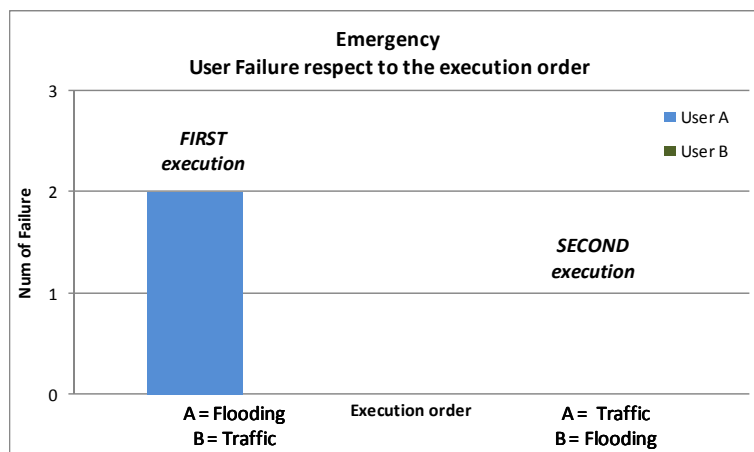 Emergency
User Failure respect to the execution order
3
2
1
0
Num of Failure
FIRST
execution
SECOND
execution
User A
User B
A = Flooding
B = Traffic
Execution order
A = Traffic
B = Flooding